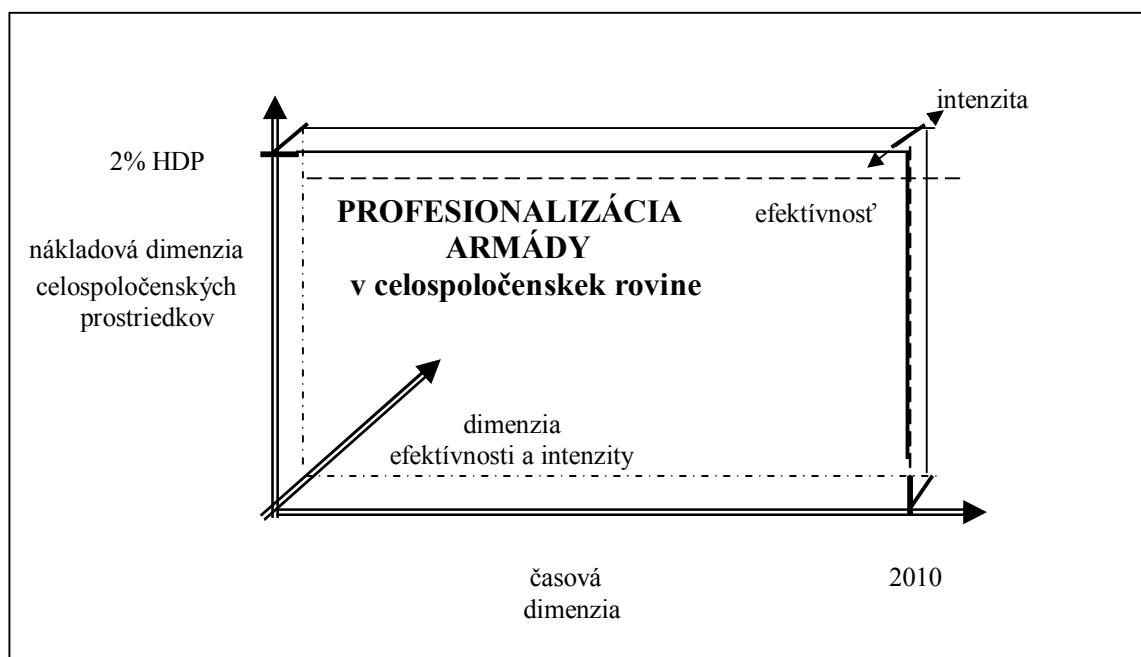 intenzita
2% HDP
PROFESIONALIZÁCIA
ARMÁDY
v celospoločenskek rovine
efektívnosť
nákladová dimenzia
celospoločenských
prostriedkov
dimenzia
efektívnosti a intenzity
časová
dimenzia
2010